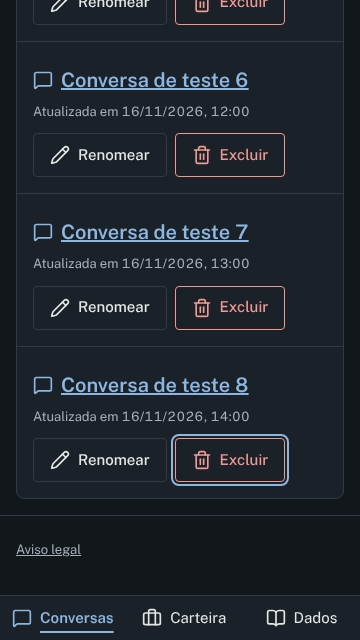 Renomear Excluir
Conversa de teste 6
Atualizada em 16/11/2026, 12:00
Renomear Excluir
Conversa de teste 7
Atualizada em 16/11/2026, 13:00
Renomear Excluir
Conversa de teste 8
Atualizada em 16/11/2026, 14:00
Renomear Excluir
Aviso legal
Conversas Carteira Dados